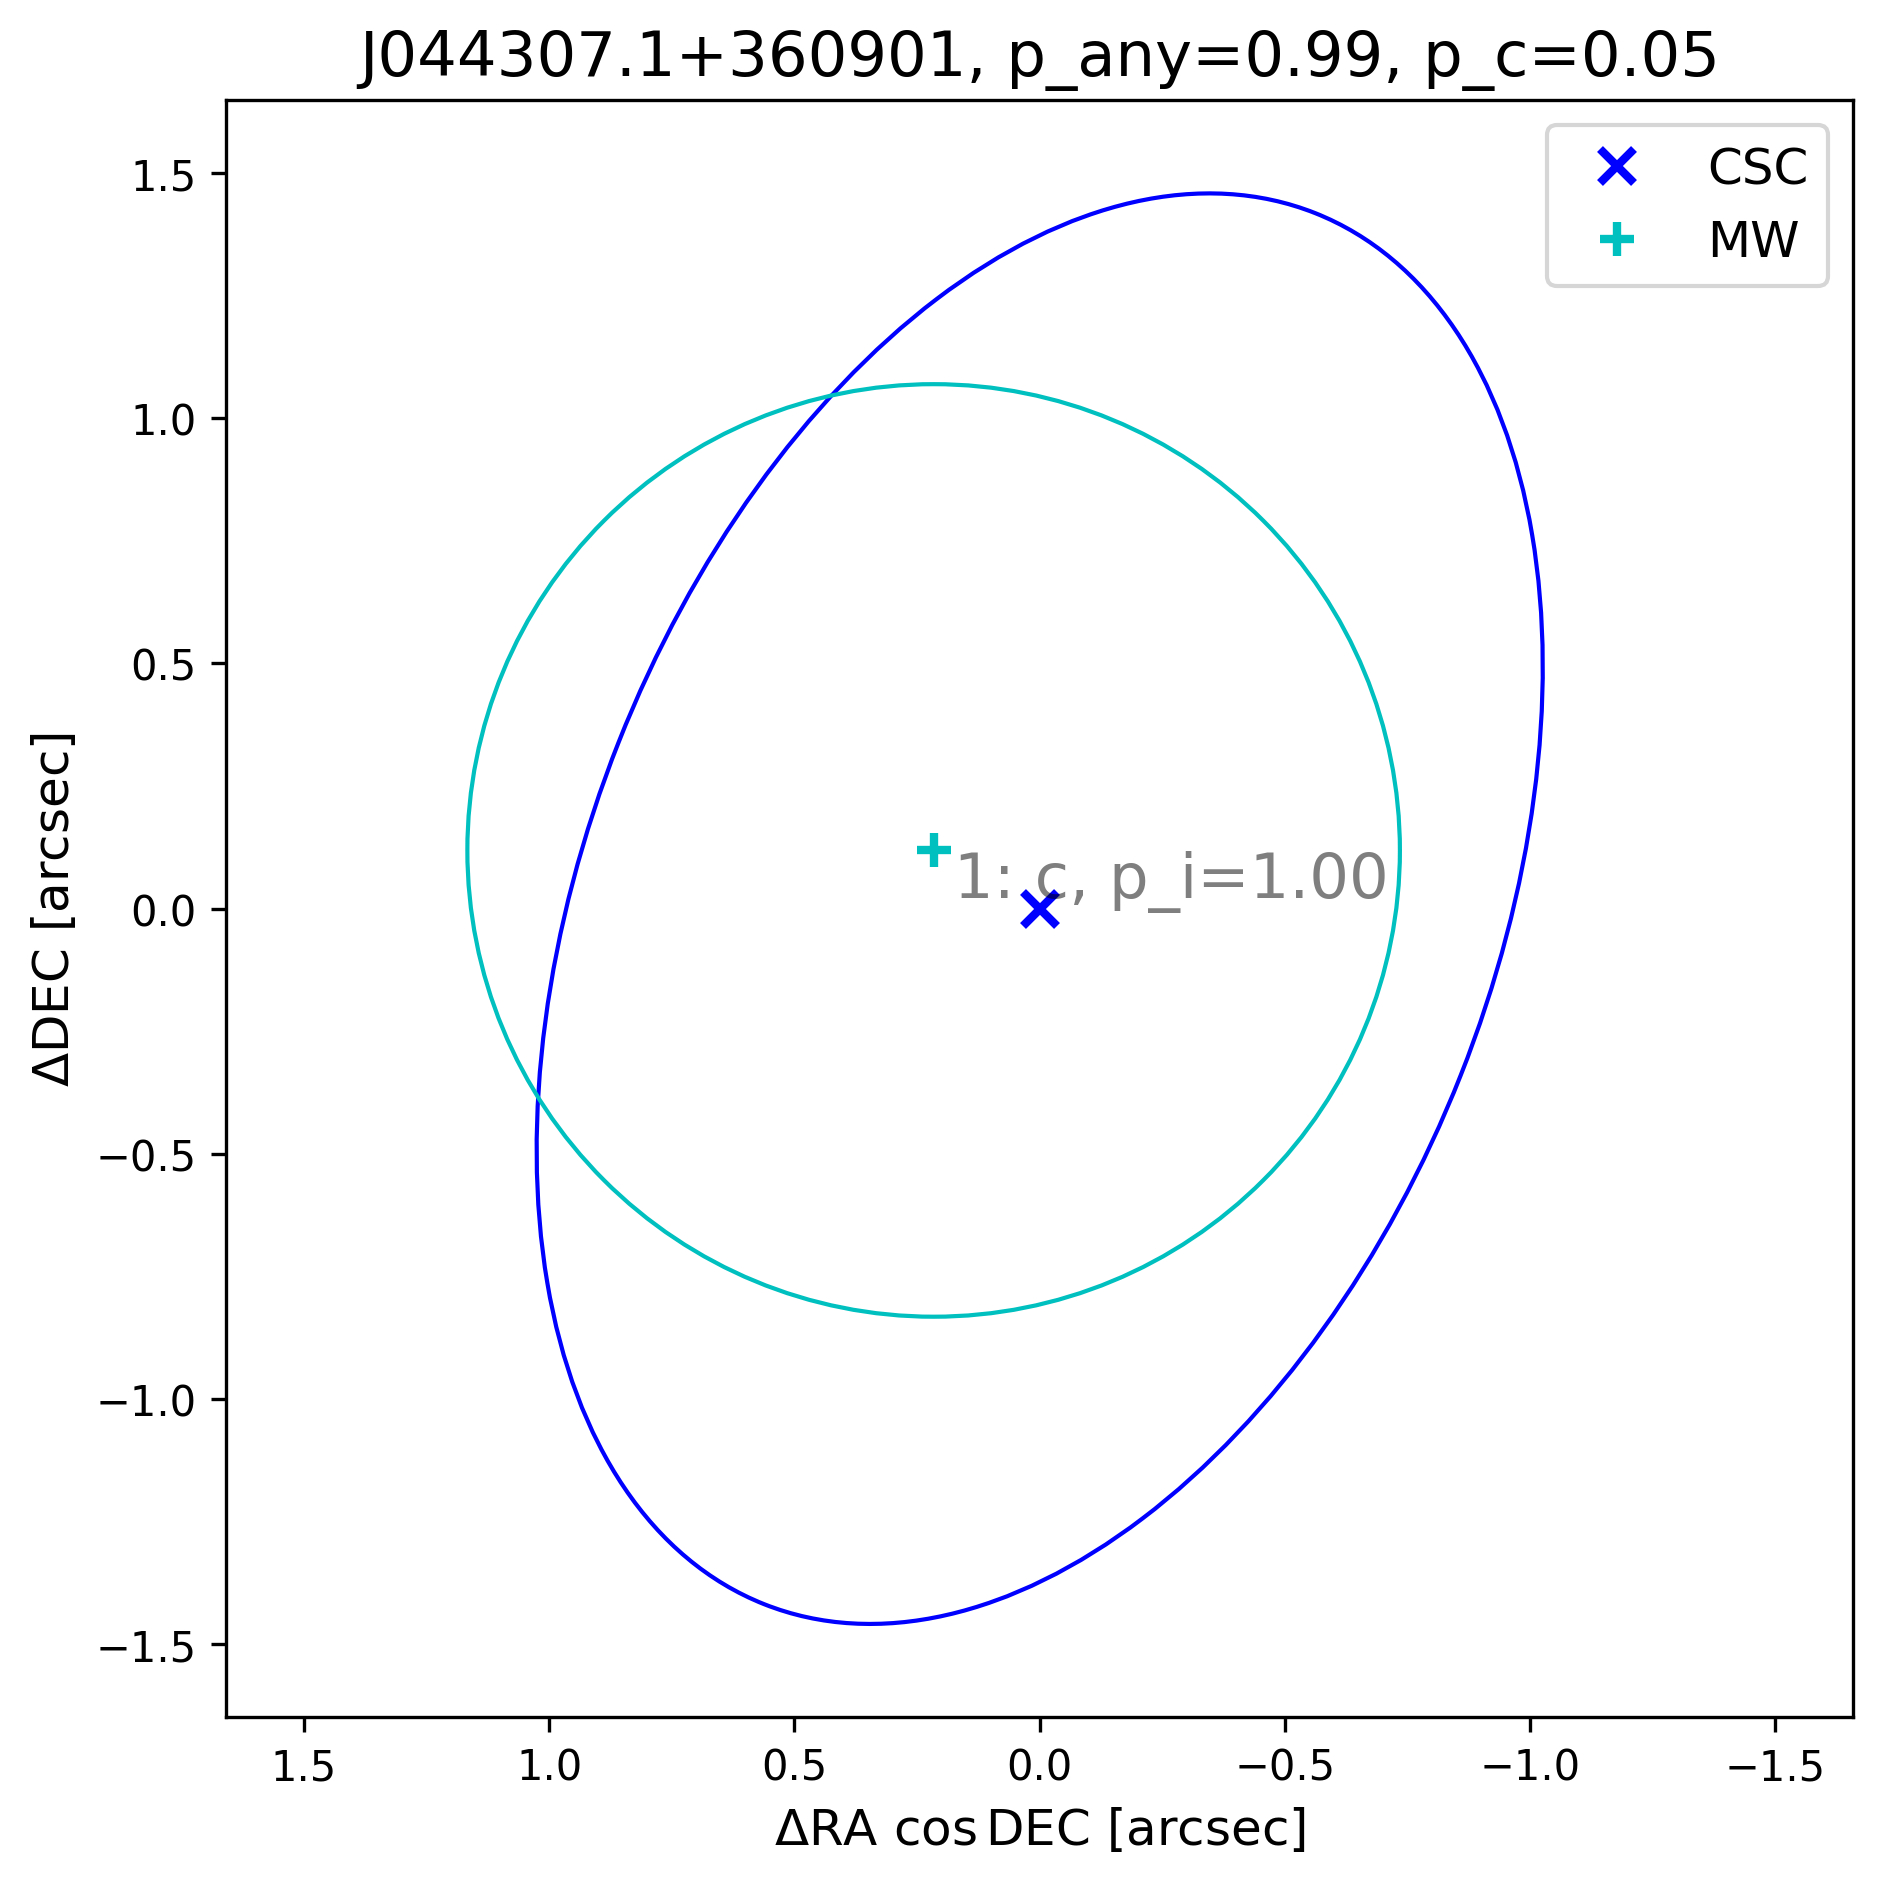 J044307.1+360901, p_any=0.99, p_c=0.05
CSC
MW
1.5
1.0
0.5
0.0
−0.5
−1.0
−1.5
ΔDEC [arcsec]
1: c, p_i=1.00
1.5 1.0 0.5 0.0 −0.5 −1.0 −1.5
ΔRA cos DEC [arcsec]